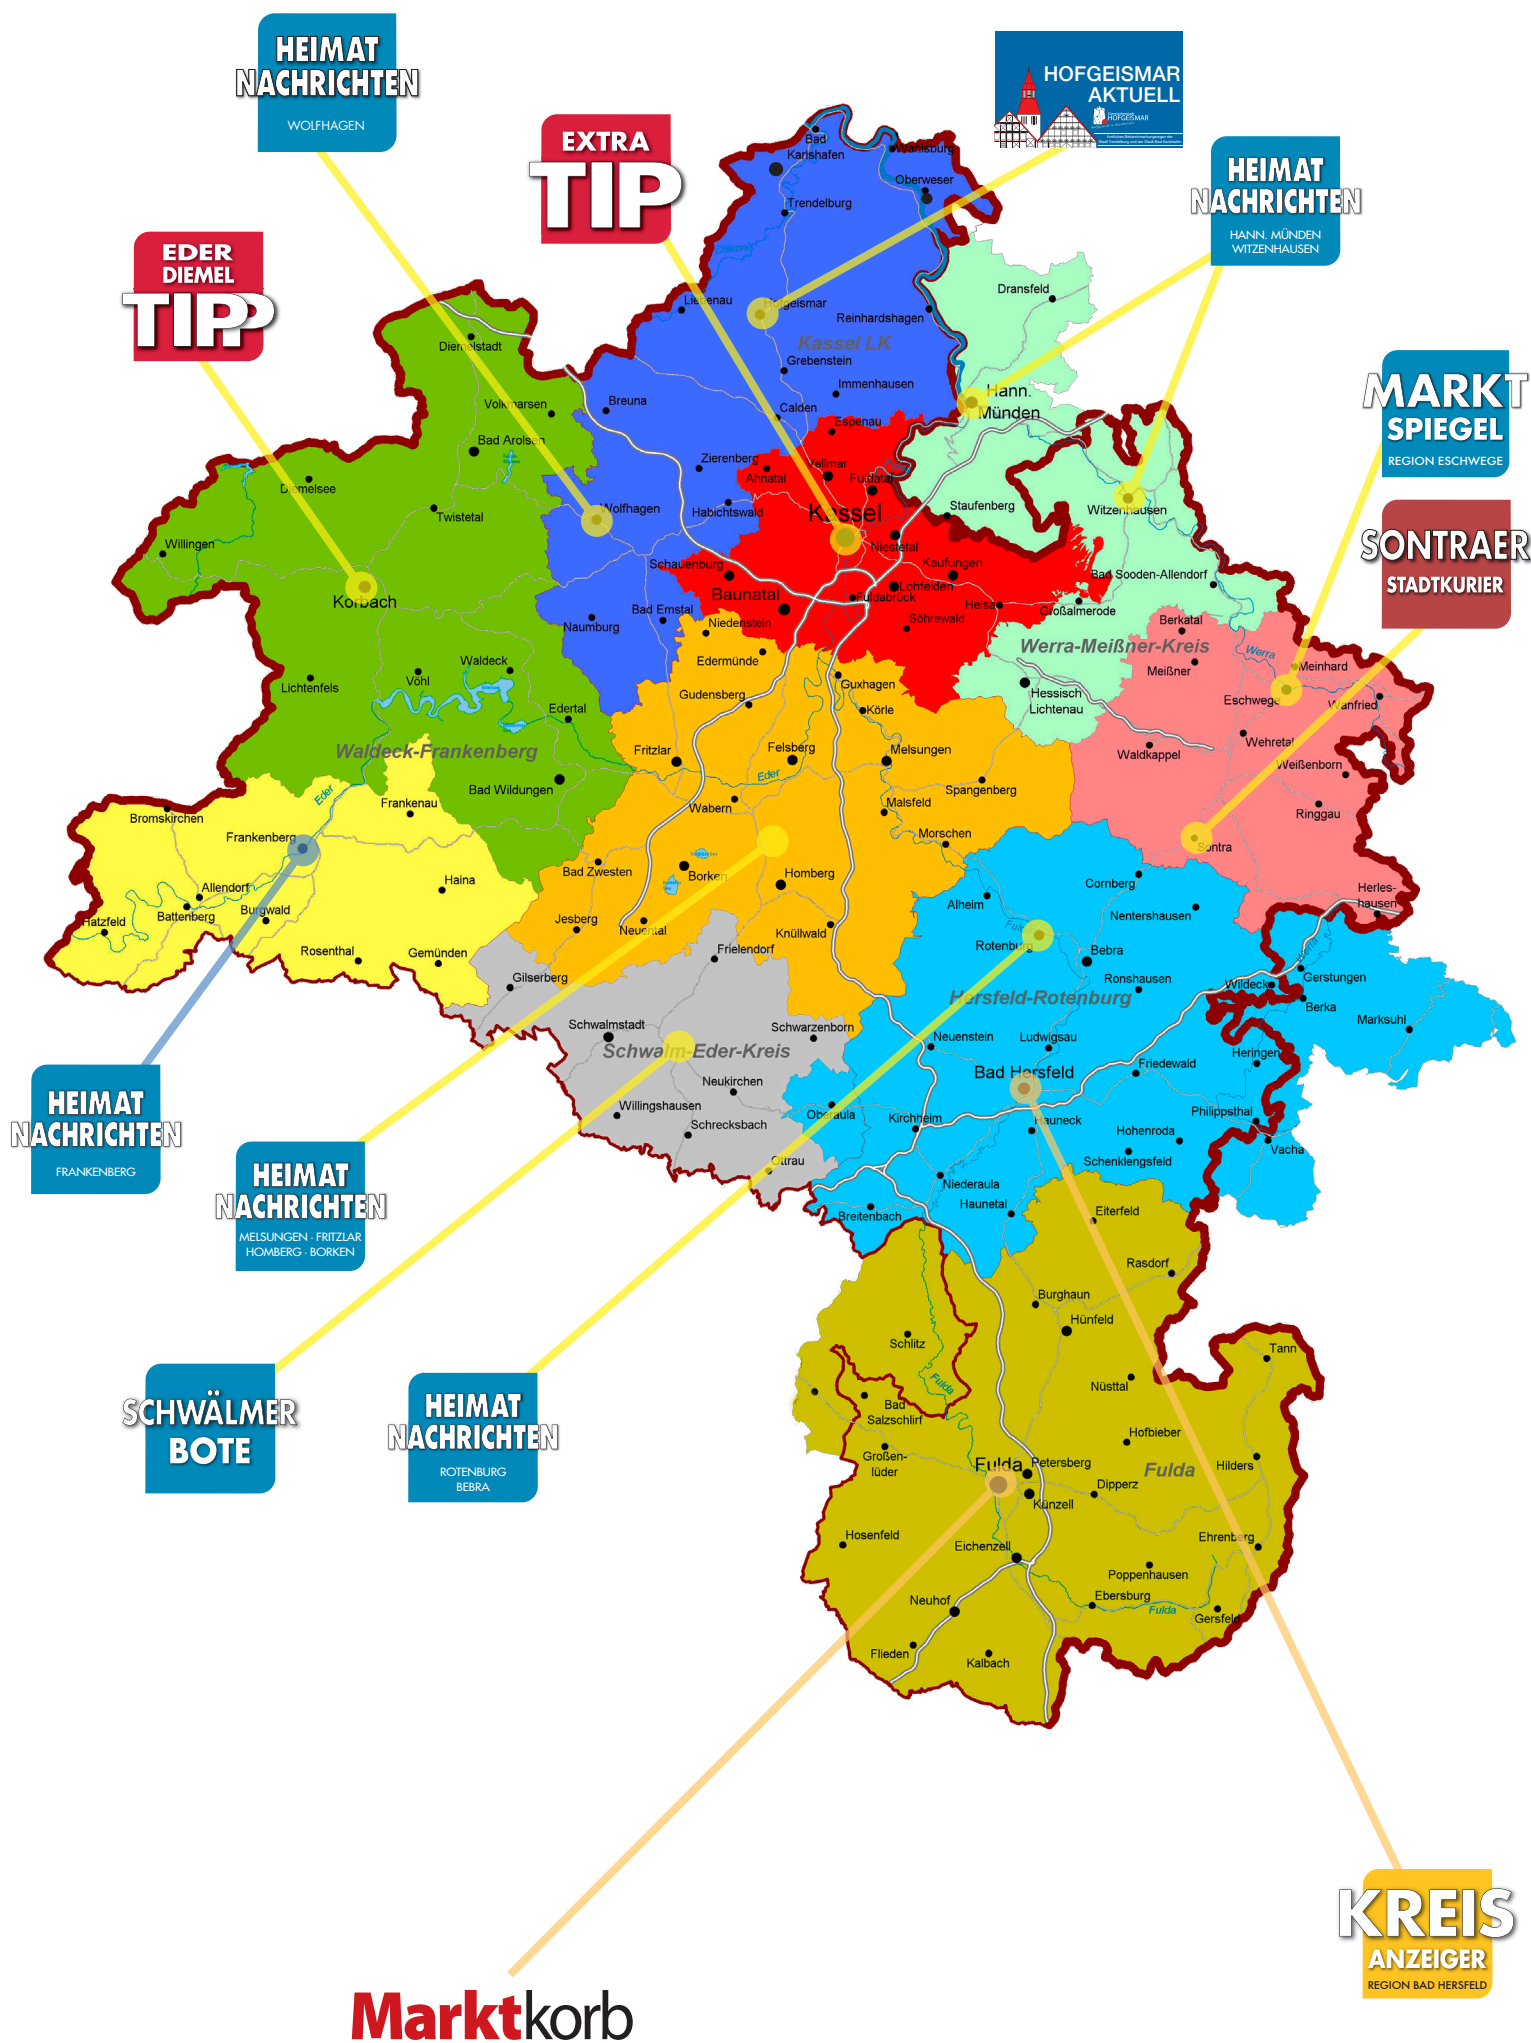 HEIMAT
NACHRICHTEN
WOLFHAGEN
EXTRA
TIP
HOFGEISMAR
AKTUELL
HOFGEISMAR
HEIMAT
NACHRICHTEN
HANN. MÜNDEN
WITZENHAUSEN
EDER
DIEMEL
TIPP
MARKT
SPIEGEL
REGION ESCHWEGE
SONTRAER
STADTKURIER
Bad
Karlshafen
Wahlsburg
Oberweser
Trendelburg
Diemel
Liebenau
Hofgeismar
Reinhardshagen
Kassel LK
Grebenstein
Immenhausen
Calden
Espenau
Dransfeld
Hann.
Münden
Diemelstadt
Volkmarsen
Breuna
Bad Arolsen
Zierenberg
Ahnatal
Vellmar
Fuldatal
Diemelsee
Twistetal
Wolfhagen
Habichtswald
Kassel
Staufenberg
Witzenhausen
Willingen
Niestetal
Schauenburg
Kaufungen
Bad Sooden-Allendorf
Korbach
Baunatal
Lohfelden
Fuldabrück
Helsa
Großalmerode
Naumburg
Bad Emstal
Niedenstein
Söhrewald
Berkatal
Werra-Meißner-Kreis
Werra
Edermünde
Waldeck
Meißner
Meinhard
Lichtenfels
Vöhl
Gudensberg
Guxhagen
Hessisch
Lichtenau
Eschwege
Wanfried
Edertal
Körle
Waldeck-Frankenberg
Fritzlar
Felsberg
Melsungen
Waldkappel
Wehretal
Weißenborn
Eder
Bad Wildungen
Spangenberg
Eder
Frankenau
Wabern
Malsfeld
Ringgau
Bromskirchen
Frankenberg
Morschen
Sontra
Bad Zwesten
Borken
Homberg
Haina
Cornberg
Allendorf
Herles-
hausen
Battenberg
Burgwald
Alheim
Nentershausen
Hatzfeld
Jesberg
Neuental
Knüllwald
Rotenburg
Bebra
Rosenthal
Gemünden
Frielendorf
Gilserberg
Ronshausen
Wildeck
Gerstungen
Hersfeld-Rotenburg
Berka
Schwalmstadt
Schwarzenborn
Marksuhl
Schwalm-Eder-Kreis
Neuenstein
Ludwigsau
Heringen
Bad Hersfeld
Friedewald
Neukirchen
Willingshausen
Oberaula
Kirchheim
Hauneck
Philippsthal
Schrecksbach
Hohenroda
Vacha
Schenklengsfeld
Ottrau
Niederaula
Haunetal
Breitenbach
Eiterfeld
HEIMAT
NACHRICHTEN
FRANKENBERG
HEIMAT
NACHRICHTEN
MELSUNGEN · FRITZLAR
HOMBERG · BORKEN
Rasdorf
Burghaun
Hünfeld
Schlitz
Tann
Fulda
Nüsttal
Bad
Salzschlirf
SCHWÄLMER
BOTE
HEIMAT
NACHRICHTEN
ROTENBURG
BEBRA
Hofbieber
Großen-
lüder
Fulda
Petersberg
Fulda
Hilders
Dipperz
Künzell
Hosenfeld
Eichenzell
Ehrenberg
Poppenhausen
Neuhof
Ebersburg
Fulda
Gersfeld
Flieden
Kalbach
KREIS
ANZEIGER
REGION BAD HERSFELD
Marktkorb